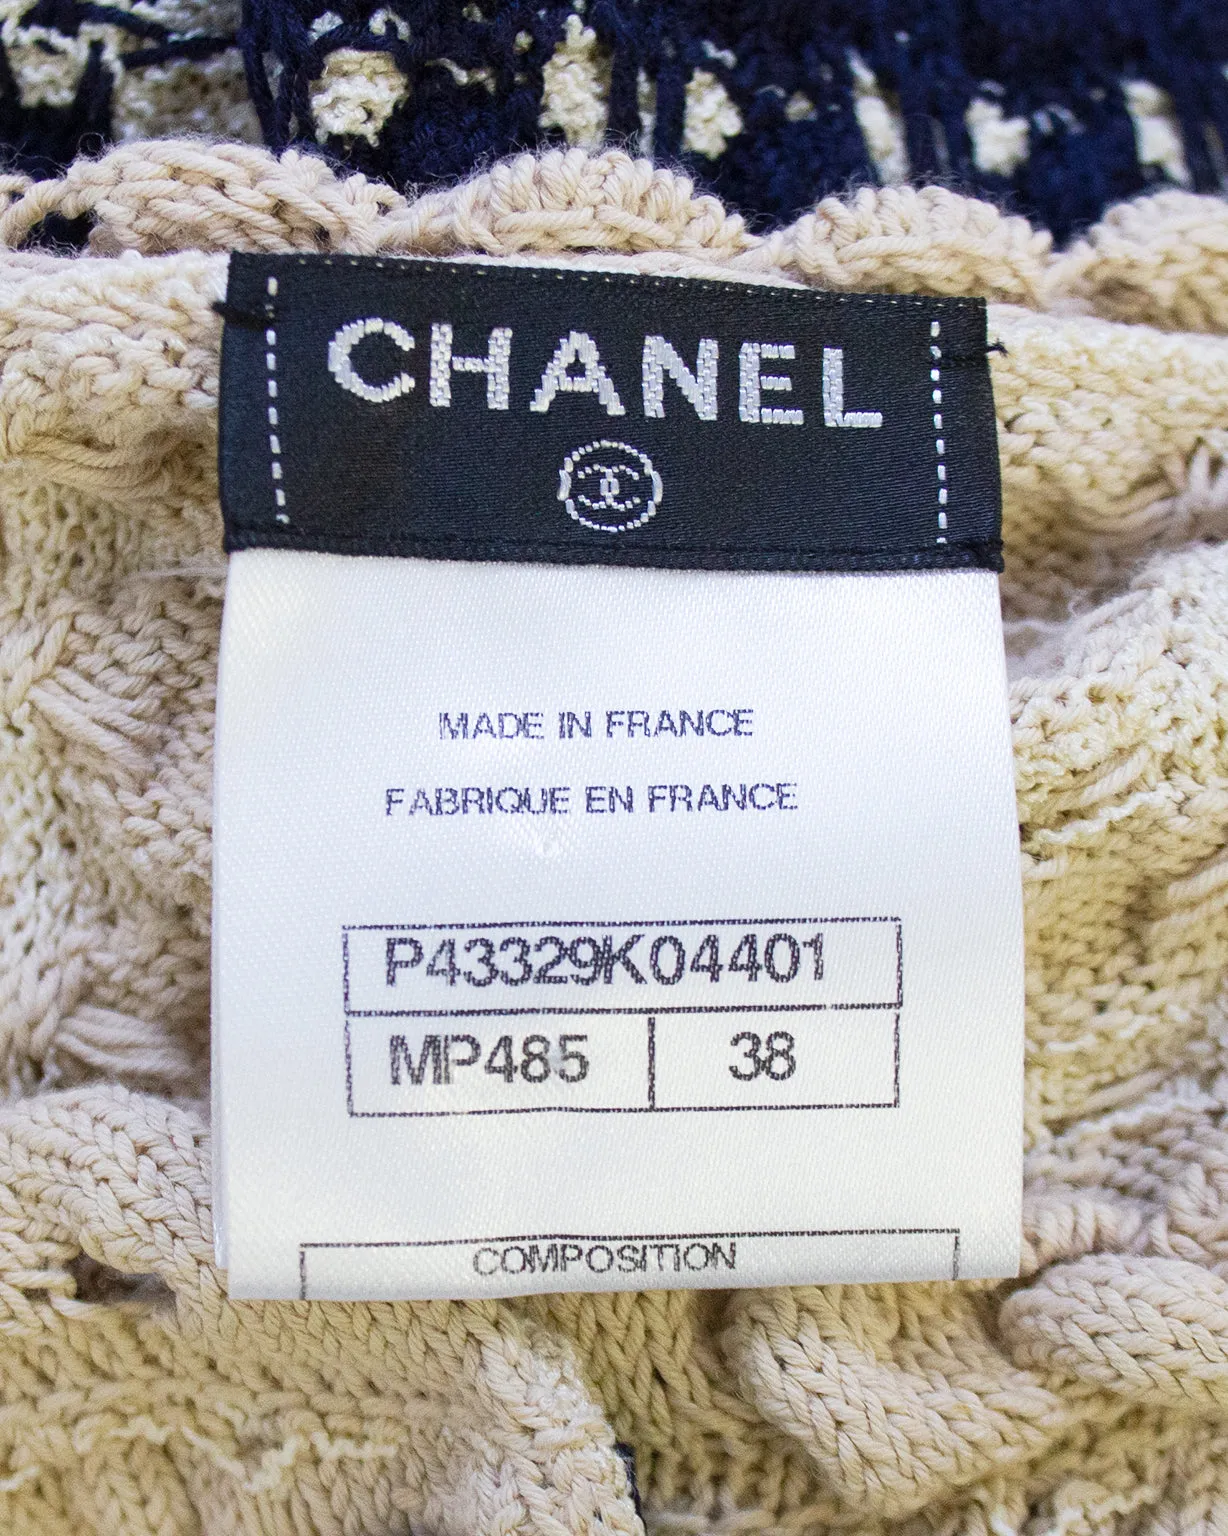 CHANEL
MADE IN FRANCE
FABRIQUE EN FRANCE
P43329K04401
MP485 38
COMPOSITION